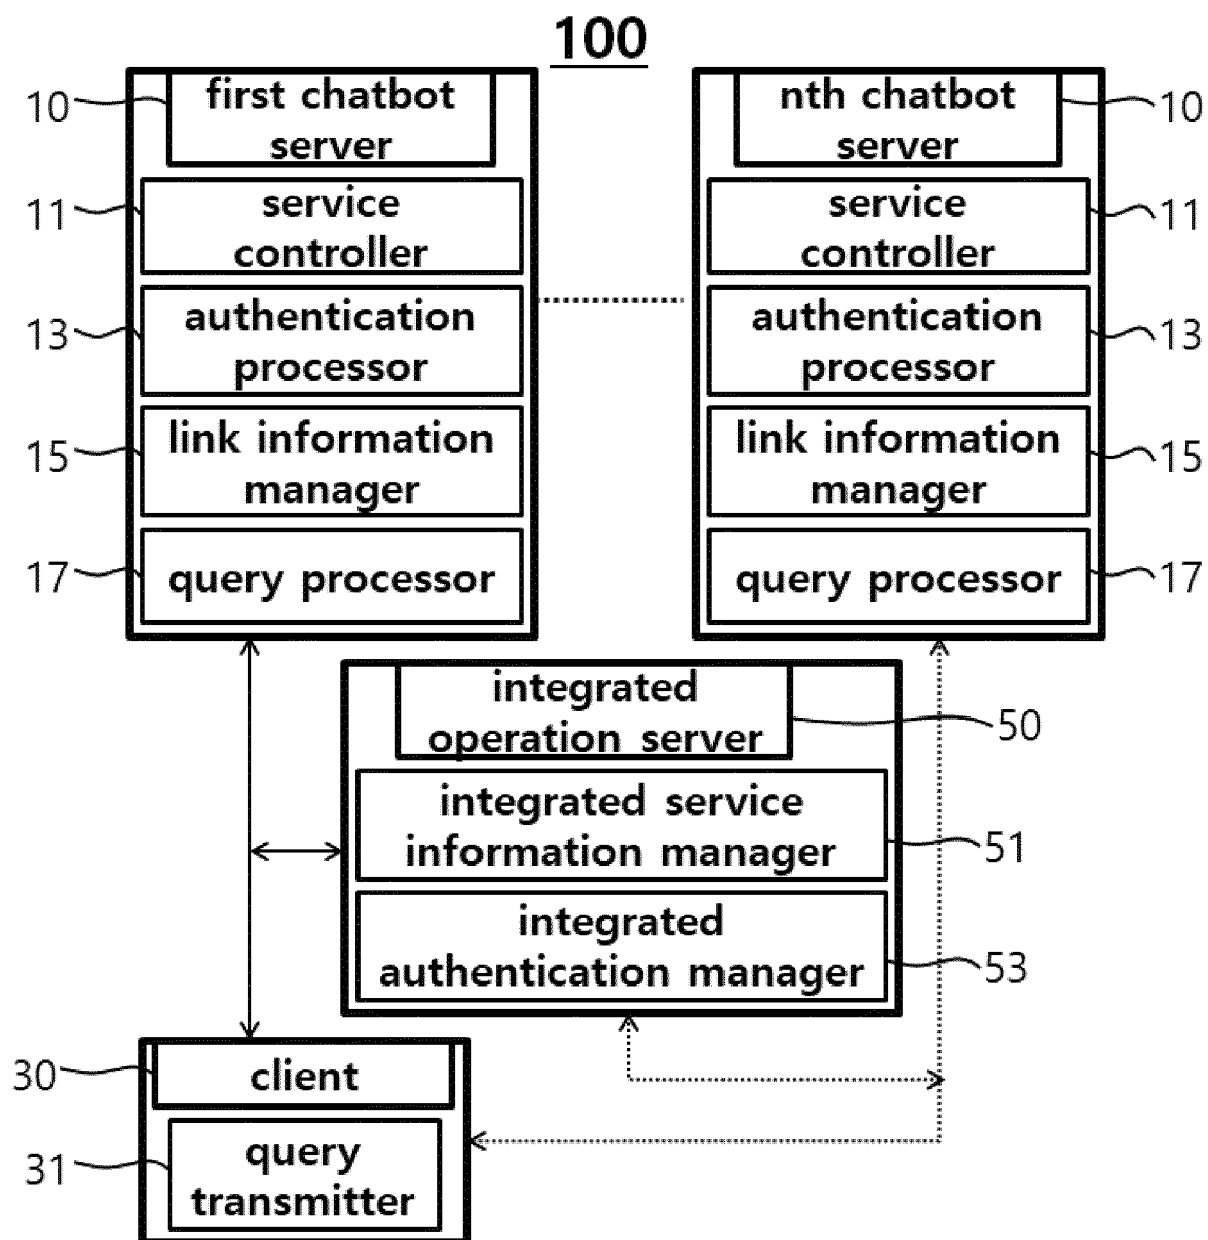 100
first chatbot
server
10
service
controller
11
authentication
processor
13
link information
manager
15
query processor
17
nth chatbot
server
10
service
controller
11
authentication
processor
13
link information
manager
15
query processor
17
integrated
operation server
50
integrated service
information manager
51
integrated
authentication manager
53
client
30
query
transmitter
31